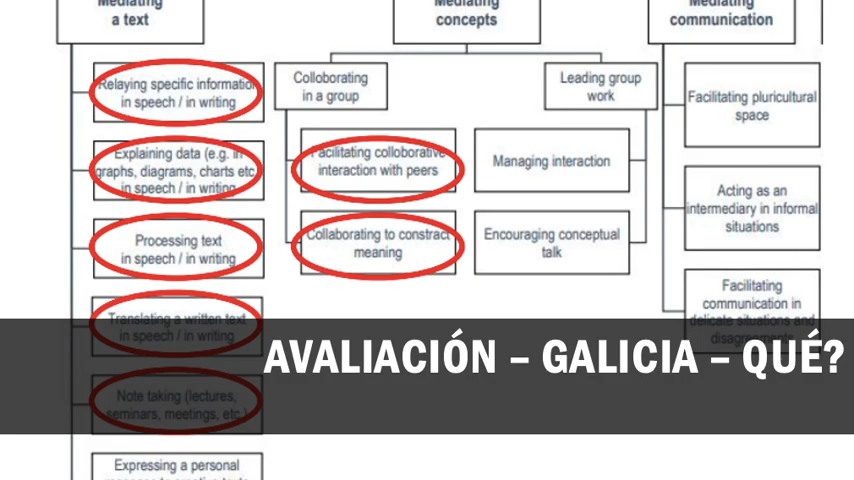 Mediating
a text
Mediating
concepts
Mediating
communication
Relaying specific information
in speech / in writing
Explaining data (e.g. in
graphs, diagrams, charts etc.)
in speech / in writing
Processing text
in speech / in writing
Translating a written text
in speech / in writing
Note taking (lectures,
seminars, meetings, etc.)
Expressing a personal
Colloborating
in a group
Facilitating colloborative
interaction with peers
Collaborating to constract
meaning
Leading group
work
Managing interaction
Encouraging conceptual
talk
Facilitating pluricultural
space
Acting as an
intermediary in informal
situations
Facilitating
communication in
delicate situations and
disagreements
AVALIACIÓN – GALICIA – QUÉ?